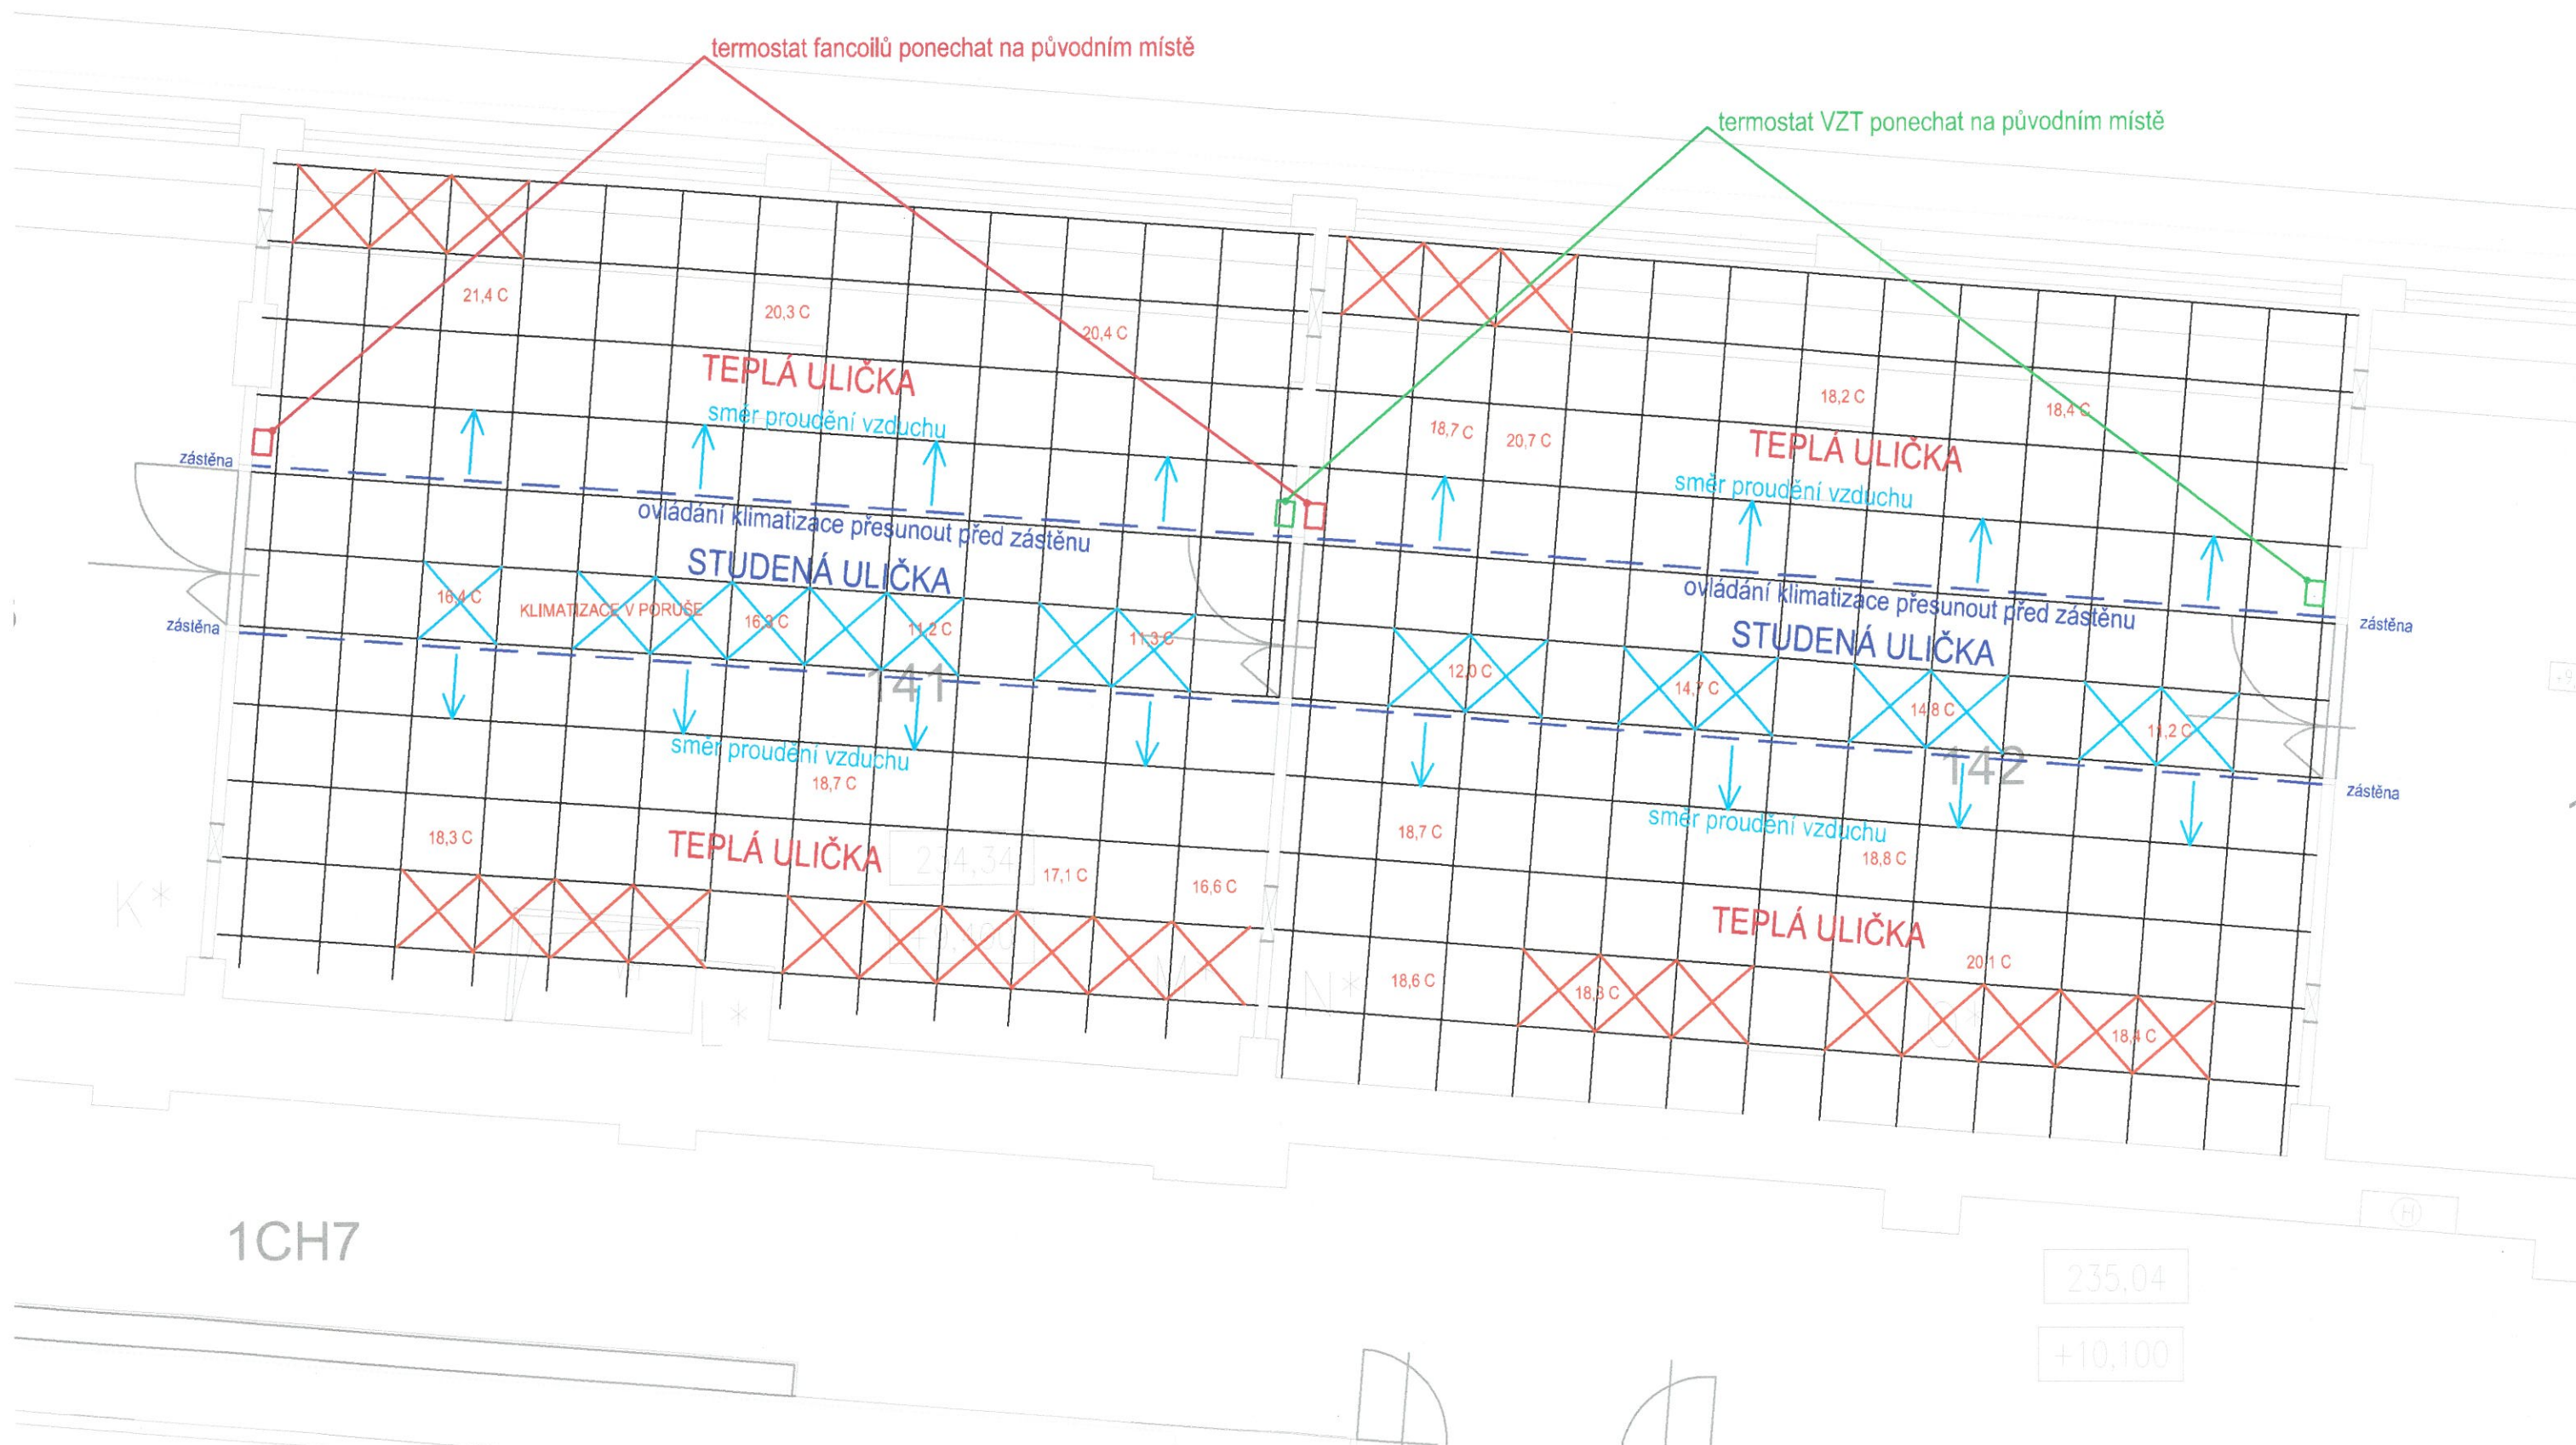 termostat fancoilů ponechat na původním místě
termostat VZT ponechat na původním místě
21,4 C
20,3 C
20,4 C
TEPLÁ ULIČKA
směr proudění vzduchu
18,2 C
18,4 C
18,7 C
20,7 C
TEPLÁ ULIČKA
směr proudění vzduchu
zástěna
ovládání klimatizace přesunout před zástěnu
STUDENÁ ULIČKA
ovládání klimatizace přesunout před zástěnu
STUDENÁ ULIČKA
zástěna
16,4 C
KLIMATIZACE V PORUŠE
11,2 C
11,3 C
zástěna
141
12,0 C
14,7 C
14,8 C
11,2 C
142
zástěna
směr proudění vzduchu
18,7 C
18,3 C
TEPLÁ ULIČKA
234,34
17,1 C
16,6 C
18,7 C
směr proudění vzduchu
18,8 C
TEPLÁ ULIČKA
K*
N*
18,6 C
20,1 C
18,4 C
1CH7
H
235,04
+10,100